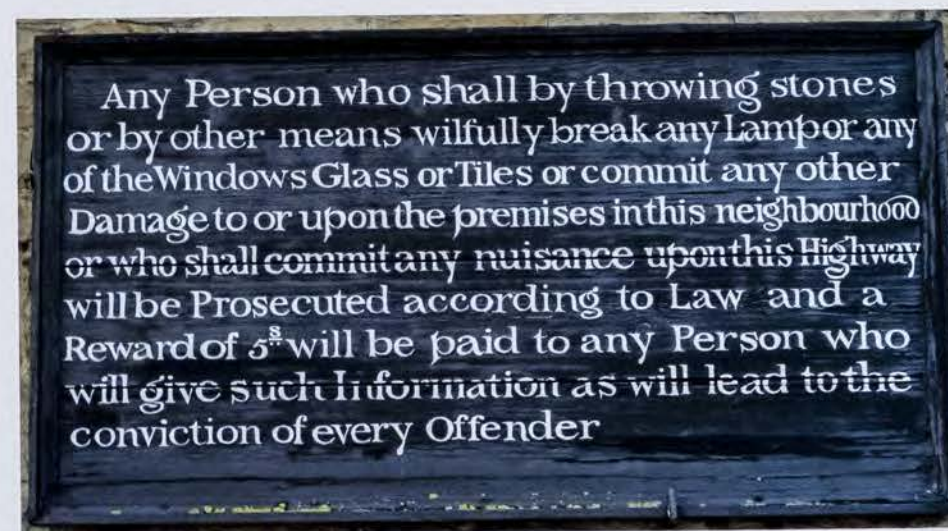 Any Person who shall by throwing stones
or by other means wilfully break any Lamp or any
of the Windows Glass or Tiles or commit any other
Damage to or upon the premises in this neighbourhood
or who shall commit any nuisance upon this Highway
will be Prosecuted according to Law and a
Reward of 5s will be paid to any Person who
will give such Information as will lead to the
conviction of every Offender